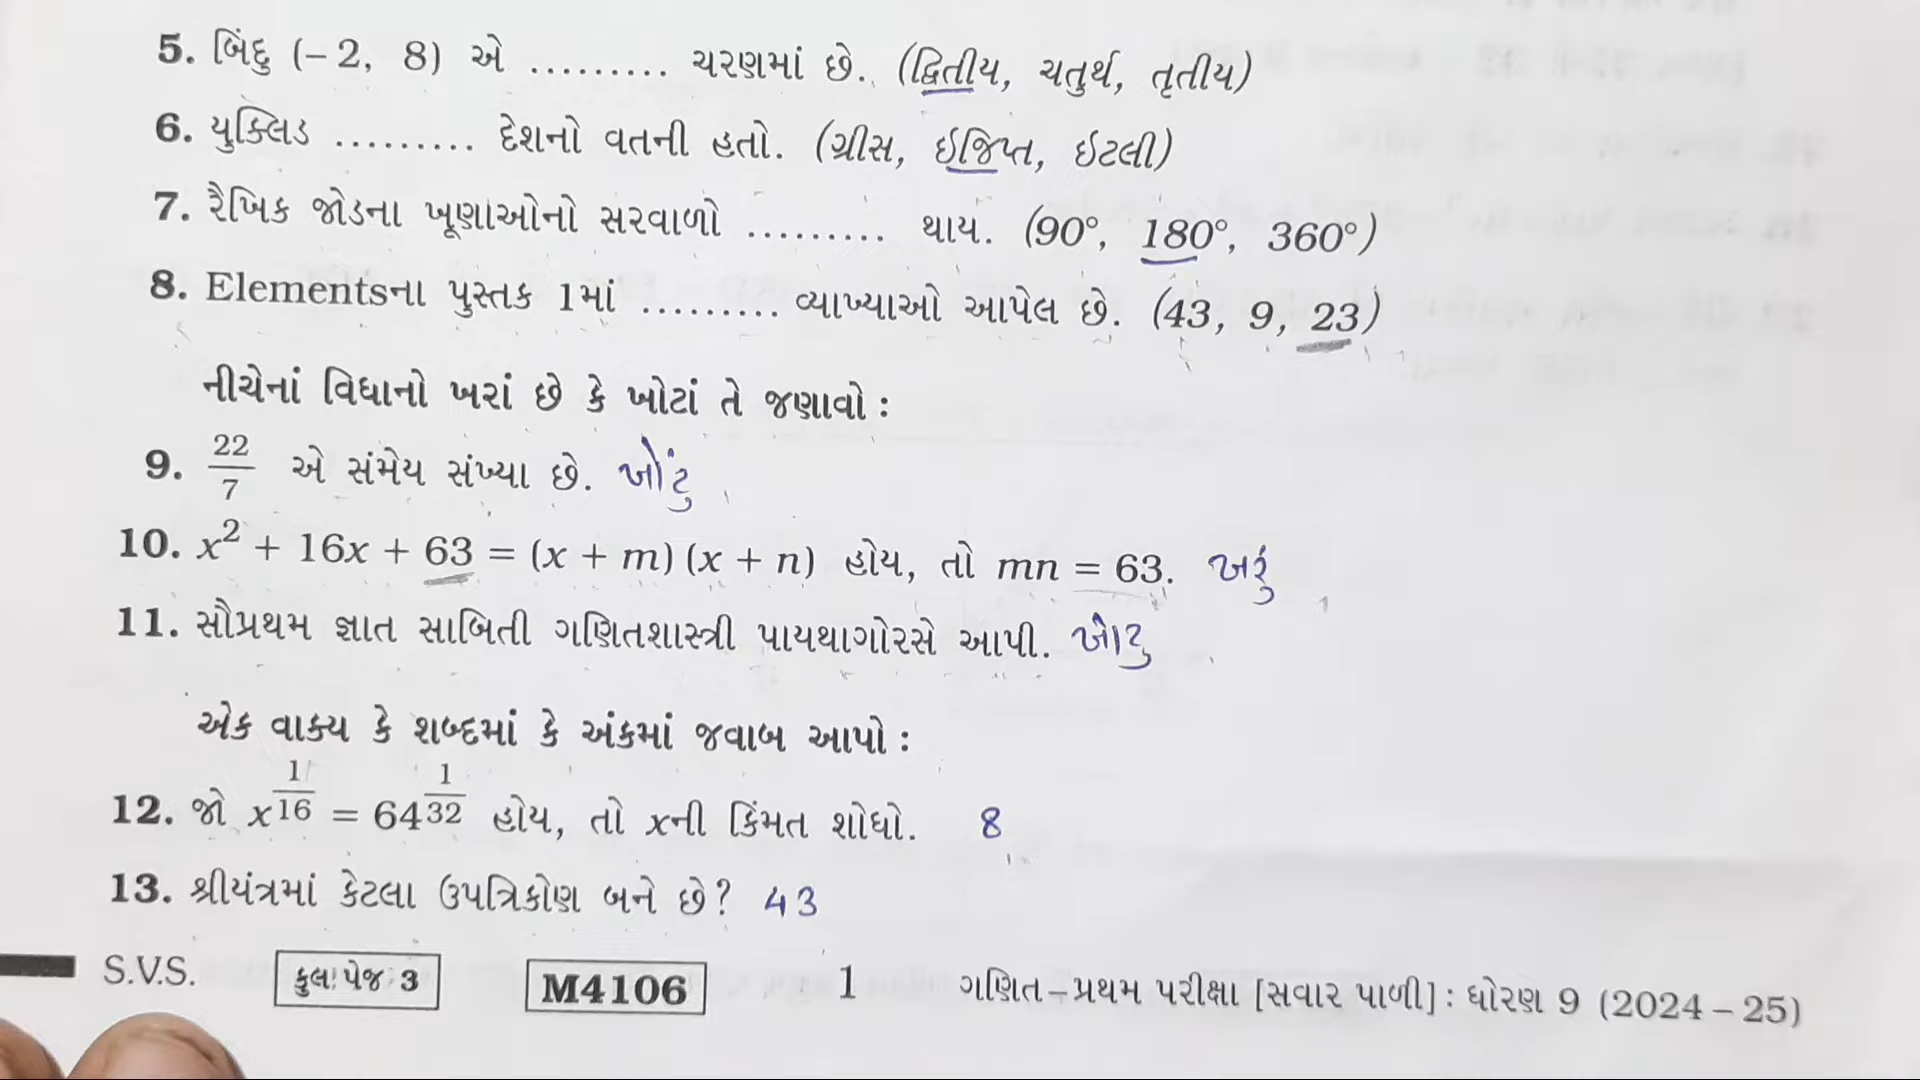 5. બિંદુ (– 2, 8) એ ......... ચરણમાં છે. (દ્વિતીય, ચતુર્થ, તૃતીય)
6. યુક્લિડ ......... દેશનો વતની હતો. (ગ્રીસ, ઇજિપ્ત, ઇટલી)
7. રૈખિક જોડના ખૂણાઓનો સરવાળો ......... થાય. (90°, 180°, 360°)
8. Elementsના પુસ્તક 1માં ......... વ્યાખ્યાઓ આપેલ છે. (43, 9, 23)
નીચેનાં વિધાનો ખરાં છે કે ખોટાં તે જણાવો :
9. 22/7 એ સંમેય સંખ્યા છે. ખોંટુ
10. x² + 16x + 63 = (x + m) (x + n) હોય, તો mn = 63. ખરું
11. સૌપ્રથમ જ્ઞાત સાબિતી ગણિતશાસ્ત્રી પાયથાગોરસે આપી. ખોટુ
એક વાક્ય કે શબ્દમાં કે અંકમાં જવાબ આપો :
12. જો x^(1/16) = 64^(1/32) હોય, તો xની કિંમત શોધો. 8
13. શ્રીયંત્રમાં કેટલા ઉપત્રિકોણ બને છે? 43
S.V.S. કુલ પેજ 3 M4106 1 ગણિત – પ્રથમ પરીક્ષા [સવાર પાળી] : ધોરણ 9 (2024 – 25)